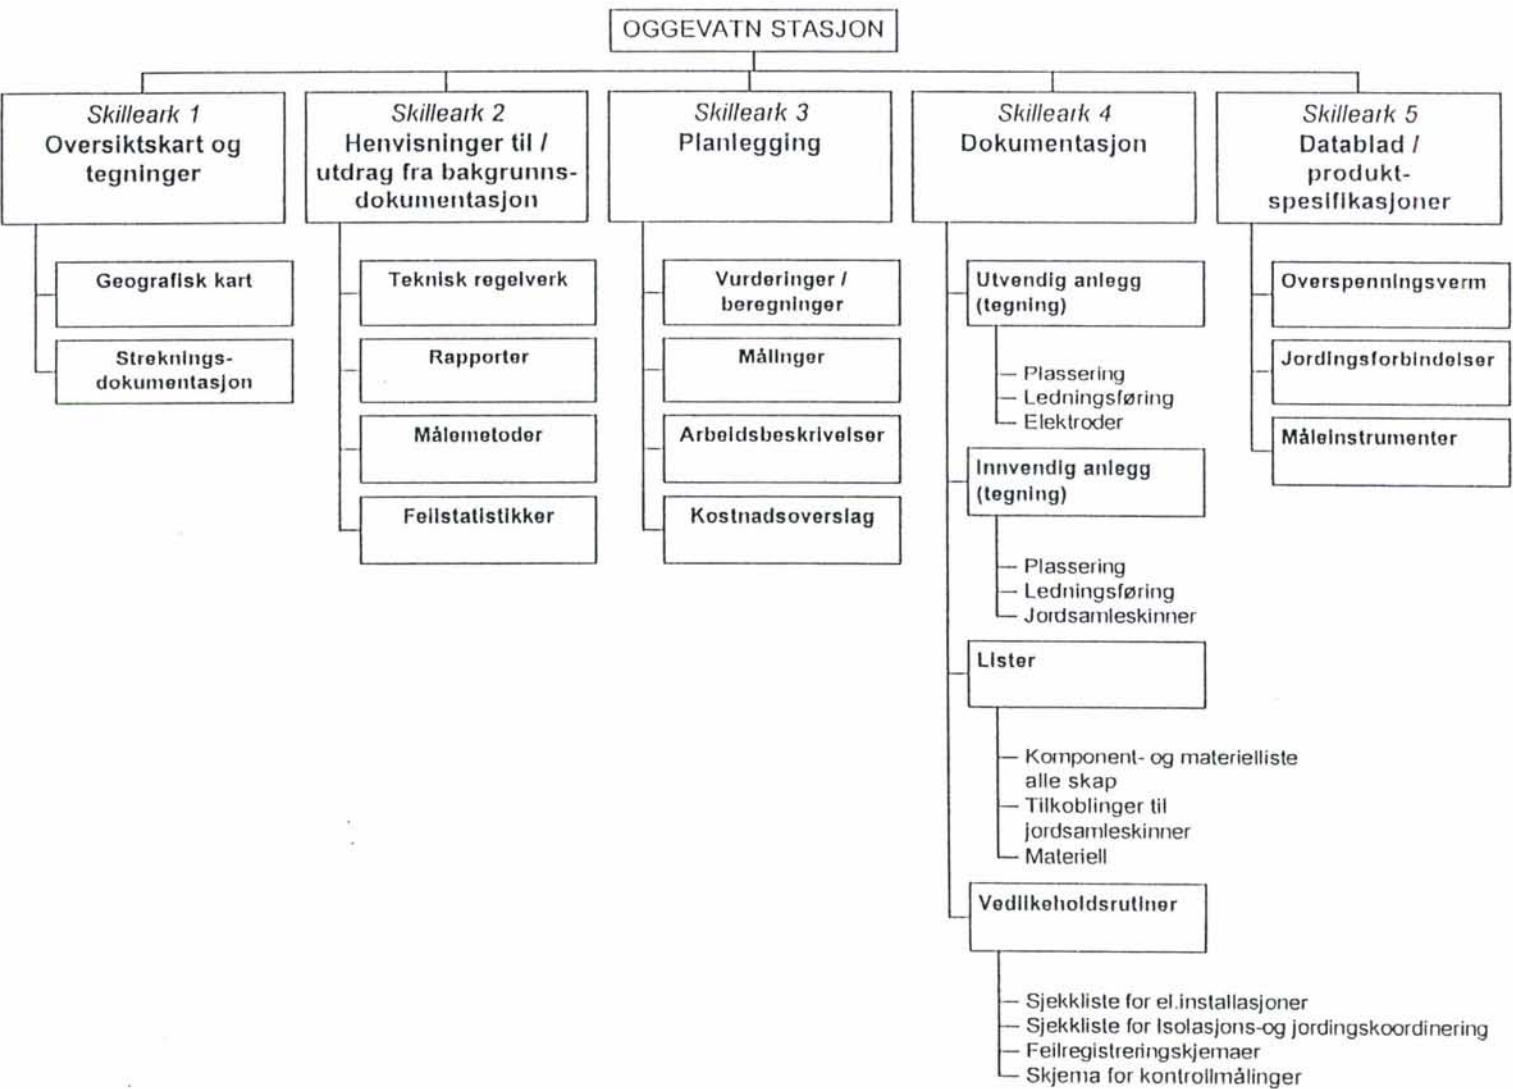 OGGEVATN STASJON
Skilleark 1
Oversiktskart og
tegninger
Geografisk kart
Streknings-
dokumentasjon
Skilleark 2
Henvisninger til /
utdrag fra bakgrunns-
dokumentasjon
Teknisk regelverk
Rapporter
Målemetoder
Feilstatistikker
Skilleark 3
Planlegging
Vurderinger /
beregninger
Målinger
Arbeidsbeskrivelser
Kostnadsoverslag
Skilleark 4
Dokumentasjon
Utvendig anlegg
(tegning)
Plassering
Ledningsføring
Elektroder
Innvendig anlegg
(tegning)
Plassering
Ledningsføring
Jordsamleskinner
Lister
Komponent- og materielliste
alle skap
Tilkoblinger til
jordsamleskinner
Materiell
Vedlikeholdsrutiner
Sjekkliste for el.installasjoner
Sjekkliste for Isolasjons-og jordingskoordinering
Feilregistreringskjemaer
Skjema for kontrollmålinger
Skilleark 5
Datablad /
produkt-
spesifikasjoner
Overspenningsverm
Jordingsforbindelser
Måleinstrumenter